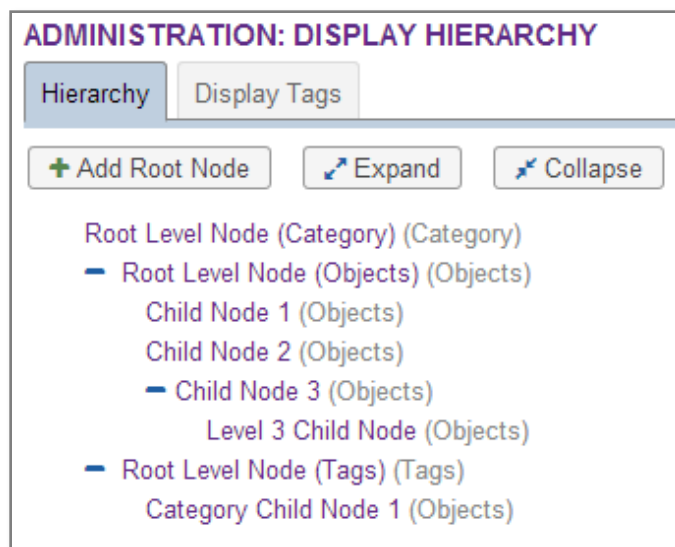 ADMINISTRATION: DISPLAY HIERARCHY
Hierarchy Display Tags
Add Root Node Expand Collapse
Root Level Node (Category) (Category)
Root Level Node (Objects) (Objects)
Child Node 1 (Objects)
Child Node 2 (Objects)
Child Node 3 (Objects)
Level 3 Child Node (Objects)
Root Level Node (Tags) (Tags)
Category Child Node 1 (Objects)